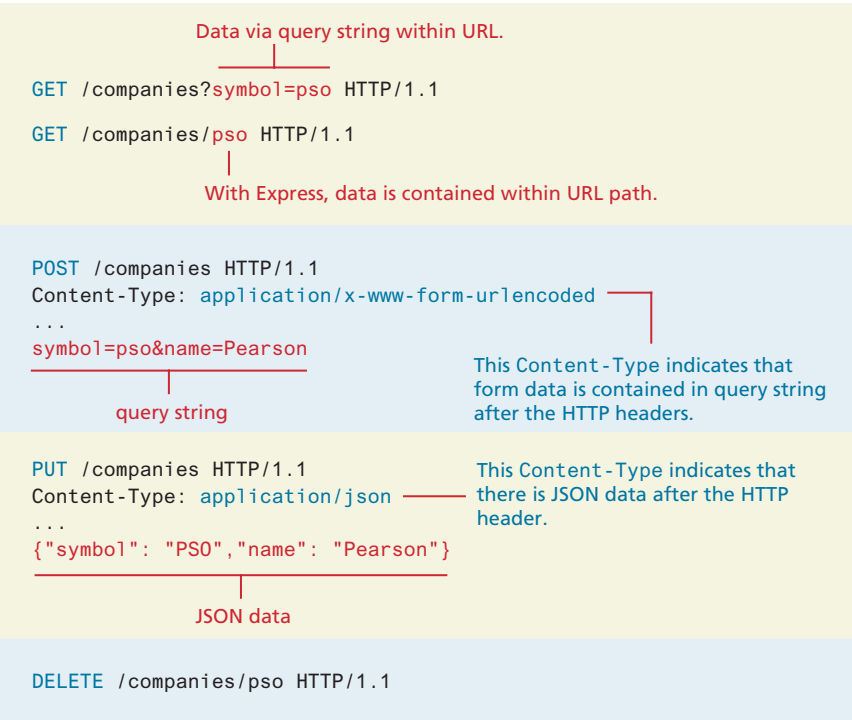 Data via query string within URL.
GET /companies?symbol=pso HTTP/1.1
GET /companies/pso HTTP/1.1
With Express, data is contained within URL path.
POST /companies HTTP/1.1
Content-Type: application/x-www-form-urlencoded
...
symbol=pso&name=Pearson
query string
This Content-Type indicates that
form data is contained in query string
after the HTTP headers.
PUT /companies HTTP/1.1
Content-Type: application/json
...
{"symbol": "PSO","name": "Pearson"}
JSON data
This Content-Type indicates that
there is JSON data after the HTTP
header.
DELETE /companies/pso HTTP/1.1